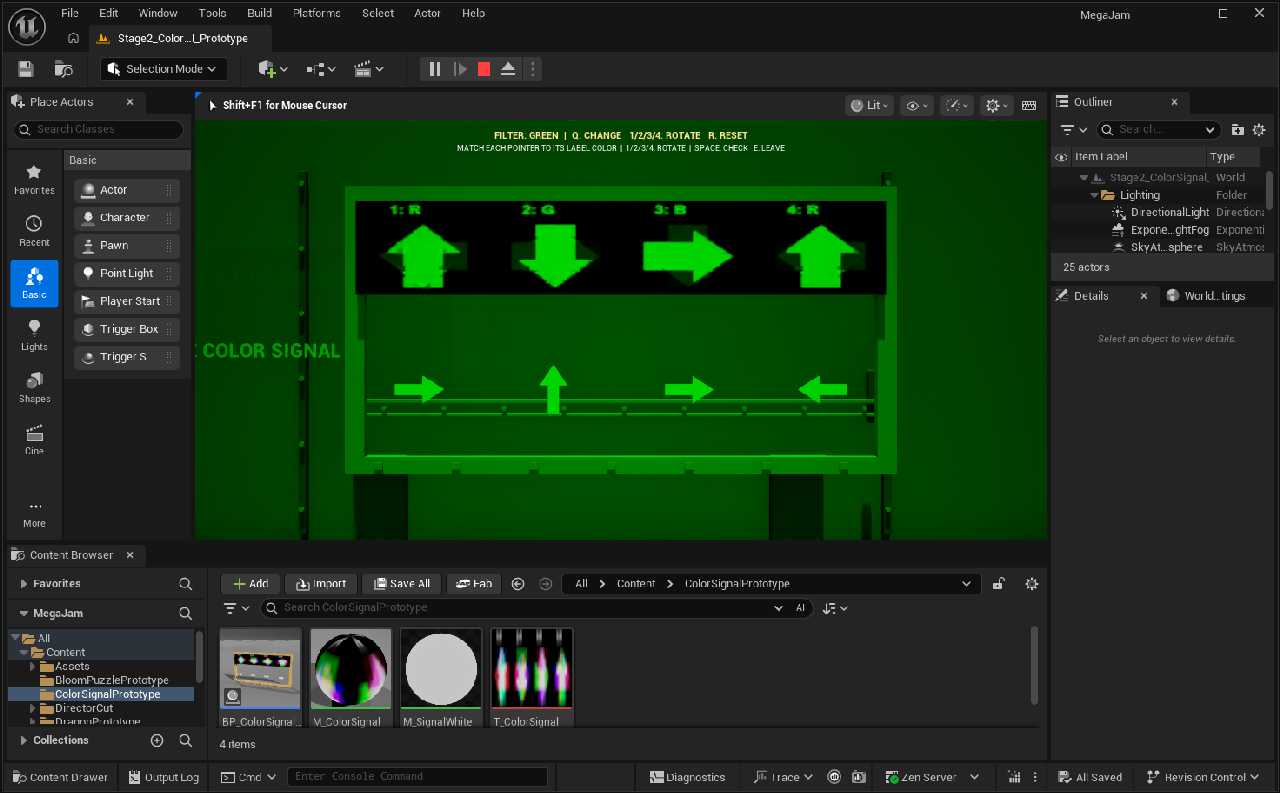 File Edit Window Tools Build Platforms Select Actor Help
MegaJam
Stage2_Color...l_Prototype
Selection Mode
Place Actors
Shift+F1 for Mouse Cursor
Lit
Outliner
Search Classes
Search...
Item Label Type
FILTER: GREEN | Q: CHANGE 1/2/3/4: ROTATE R: RESET
MATCH EACH POINTER TO ITS LABEL COLOR | 1/2/3/4: ROTATE | SPACE: CHECK E: LEAVE
Favorites
Recent
Basic
Lights
Shapes
Cine
More
Basic
Actor
Character
Pawn
Point Light
Player Start
Trigger Box
Trigger S
1: R 2: G 3: B 4: R
COLOR SIGNAL
Stage2_ColorSignal_ World
Lighting Folder
DirectionalLight Directiona
Expone...ghtFog Exponenti
SkyAt...sphere SkyAtmos
25 actors
Details
World...tings
Select an object to view details.
Content Browser
Favorites
MegaJam
All
Content
Assets
BloomPuzzlePrototype
ColorSignalPrototype
DirectorCut
DragonPrototype
Collections
Add Import Save All Fab All Content ColorSignalPrototype
Search ColorSignalPrototype
AI
BP_ColorSignal... M_ColorSignal M_SignalWhite T_ColorSignal
4 items
Content Drawer Output Log Cmd Enter Console Command Diagnostics Trace Zen Server All Saved Revision Control